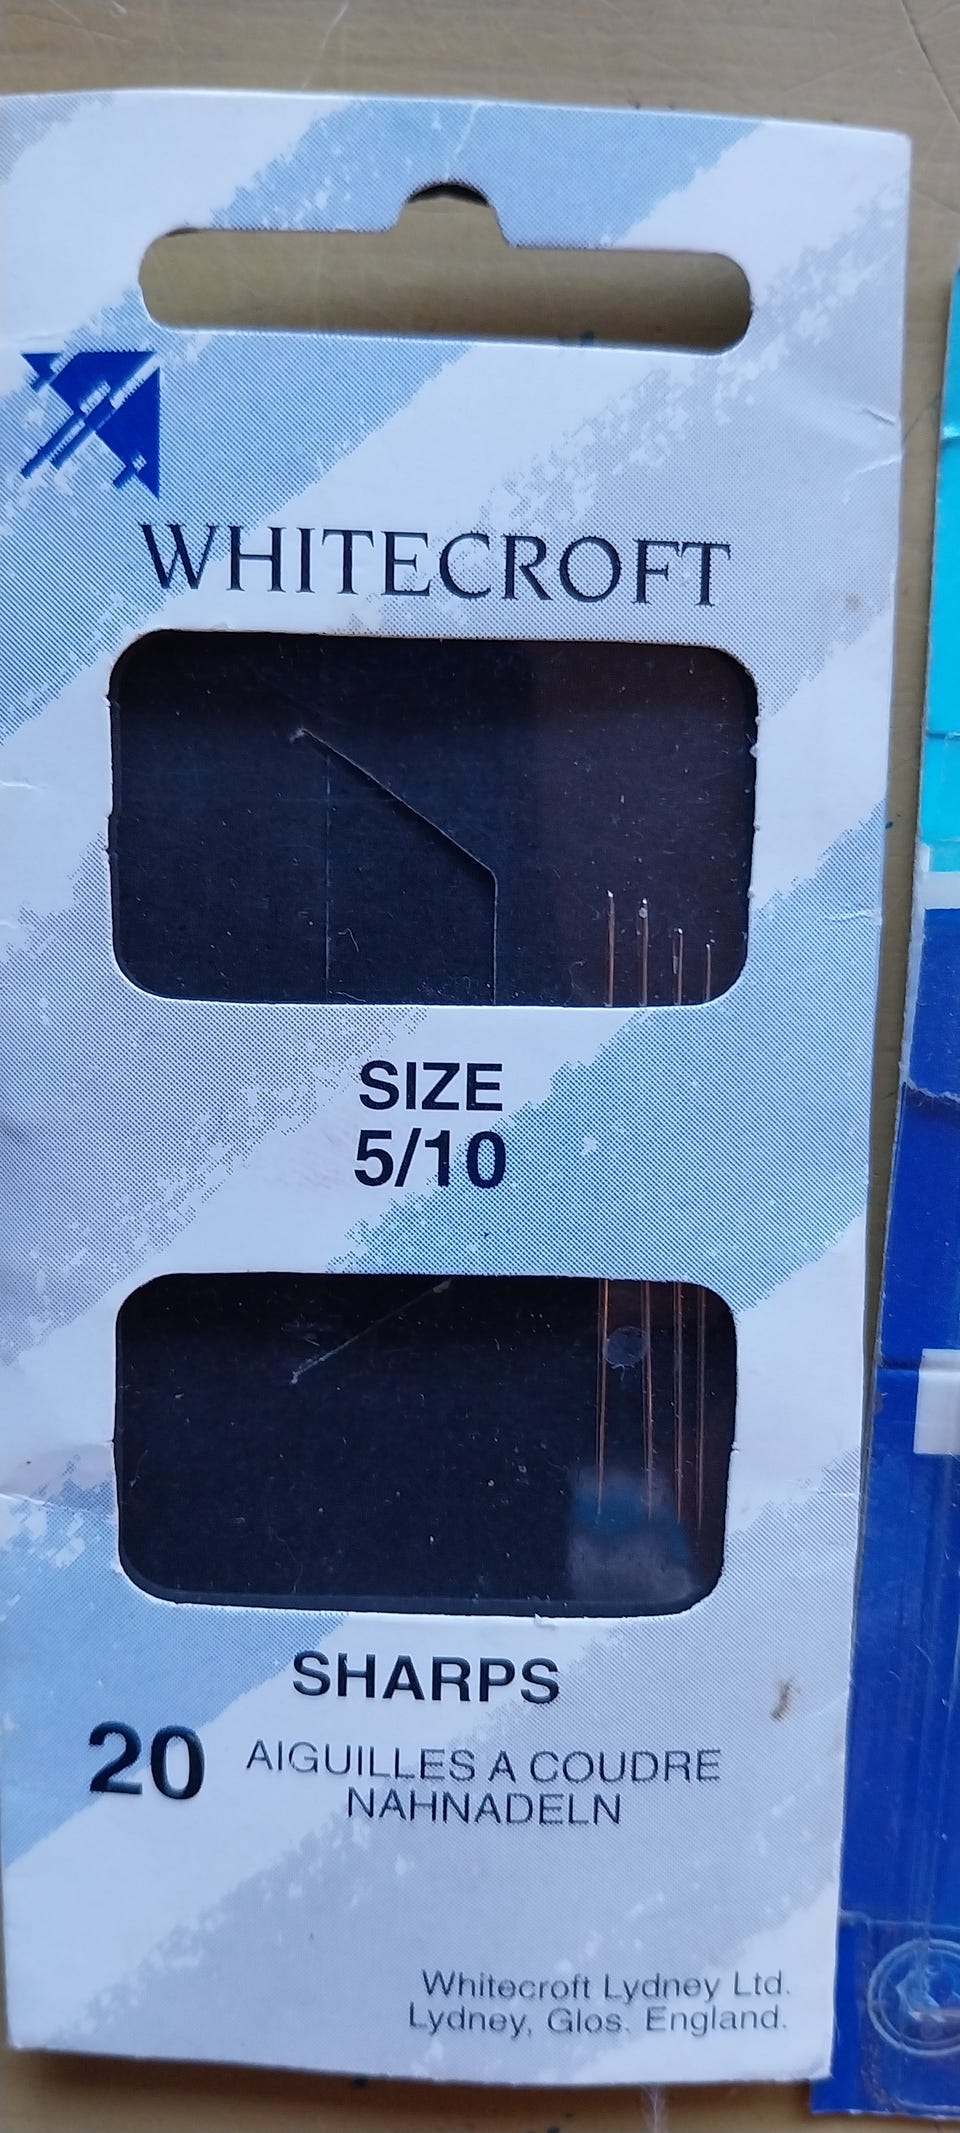 WHITECROFT
SIZE
5/10
SHARPS
20 AIGUILLES A COUDRE
NAHNADELN
Whitecroft Lydney Ltd.
Lydney, Glos. England.